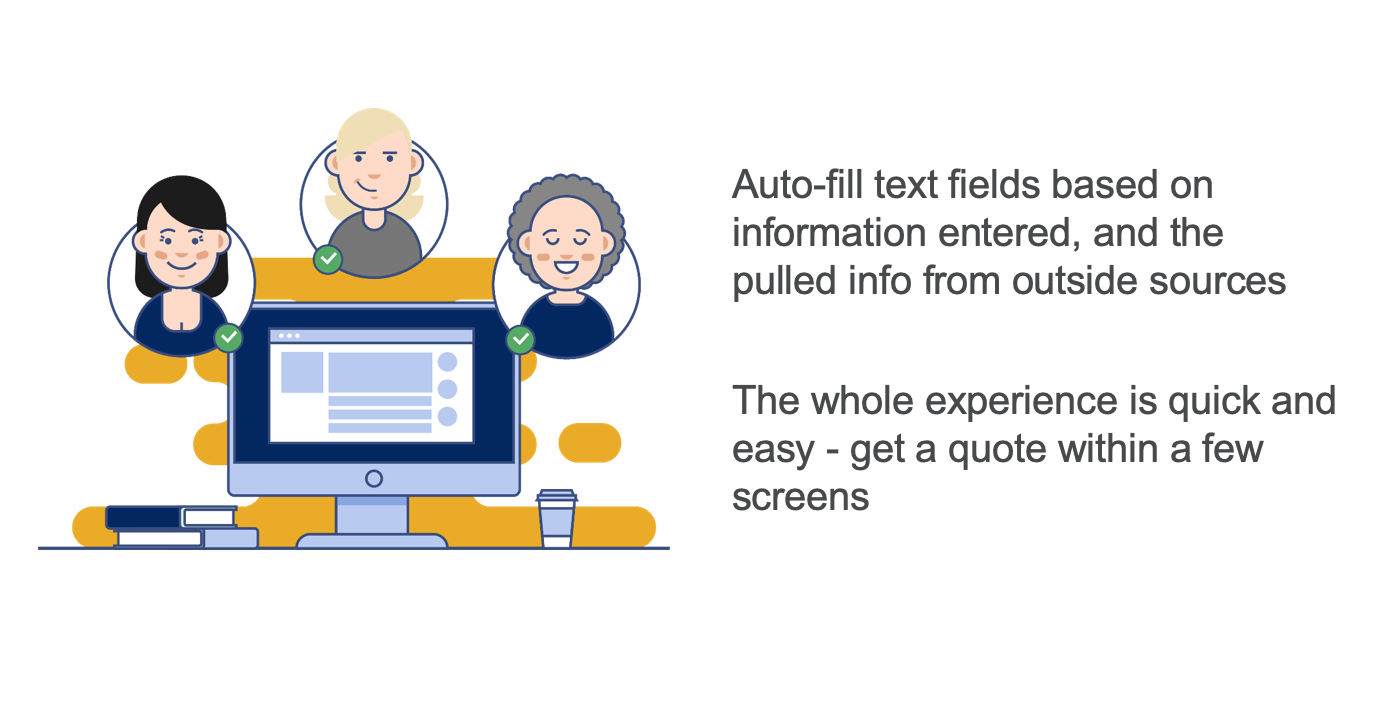 Auto-fill text fields based on
information entered, and the
pulled info from outside sources
The whole experience is quick and
easy - get a quote within a few
screens